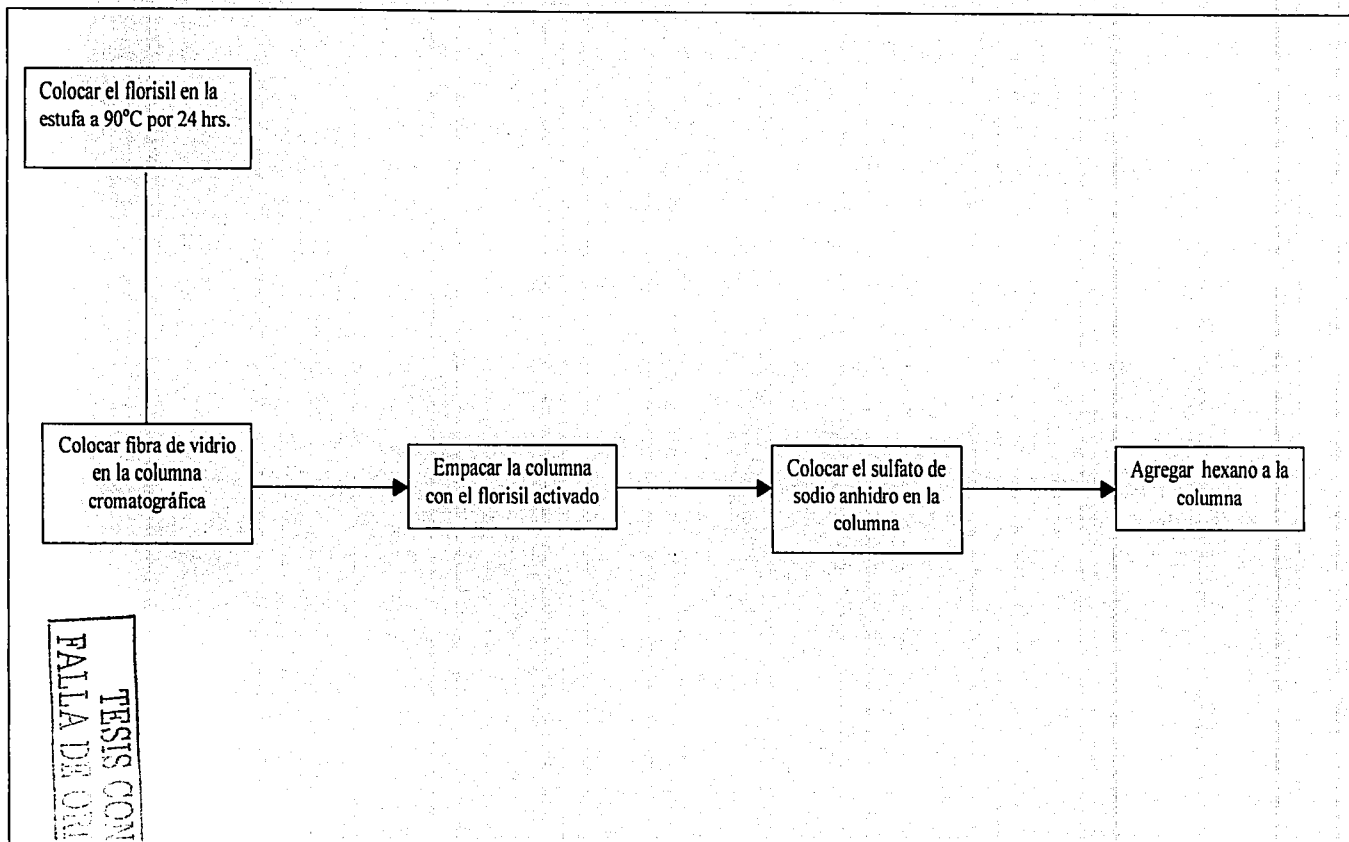 Colocar el florisil en la
estufa a 90°C por 24 hrs.
Colocar fibra de vidrio
en la columna
cromatográfica
Empacar la columna
con el florisil activado
Colocar el sulfato de
sodio anhidro en la
columna
Agregar hexano a la
columna
TESIS CON
FALLA DE